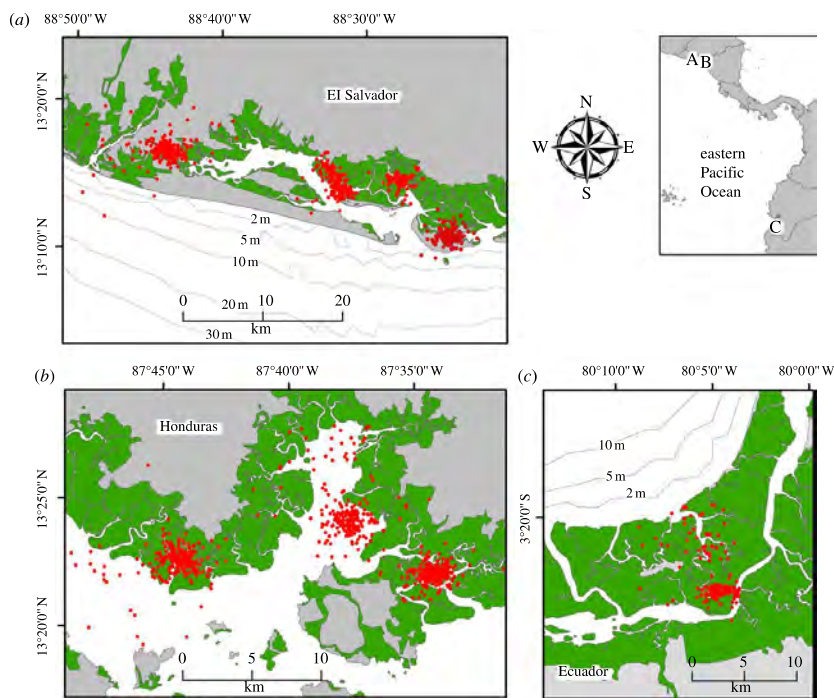 (a)
88°50'0"W 88°40'0"W 88°30'0"W
13°20'0"N
13°10'0"N
El Salvador
2 m
5 m
10 m
20 m
30 m
0 10 20
km
N
W E
S
A B
eastern
Pacific
Ocean
C
(b)
87°45'0"W 87°40'0"W 87°35'0"W
13°25'0"N
13°20'0"N
Honduras
0 5 10
km
(c)
80°10'0"W 80°5'0"W 80°0'0"W
3°20'0"S
10 m
5 m
2 m
0 5 10
km
Ecuador